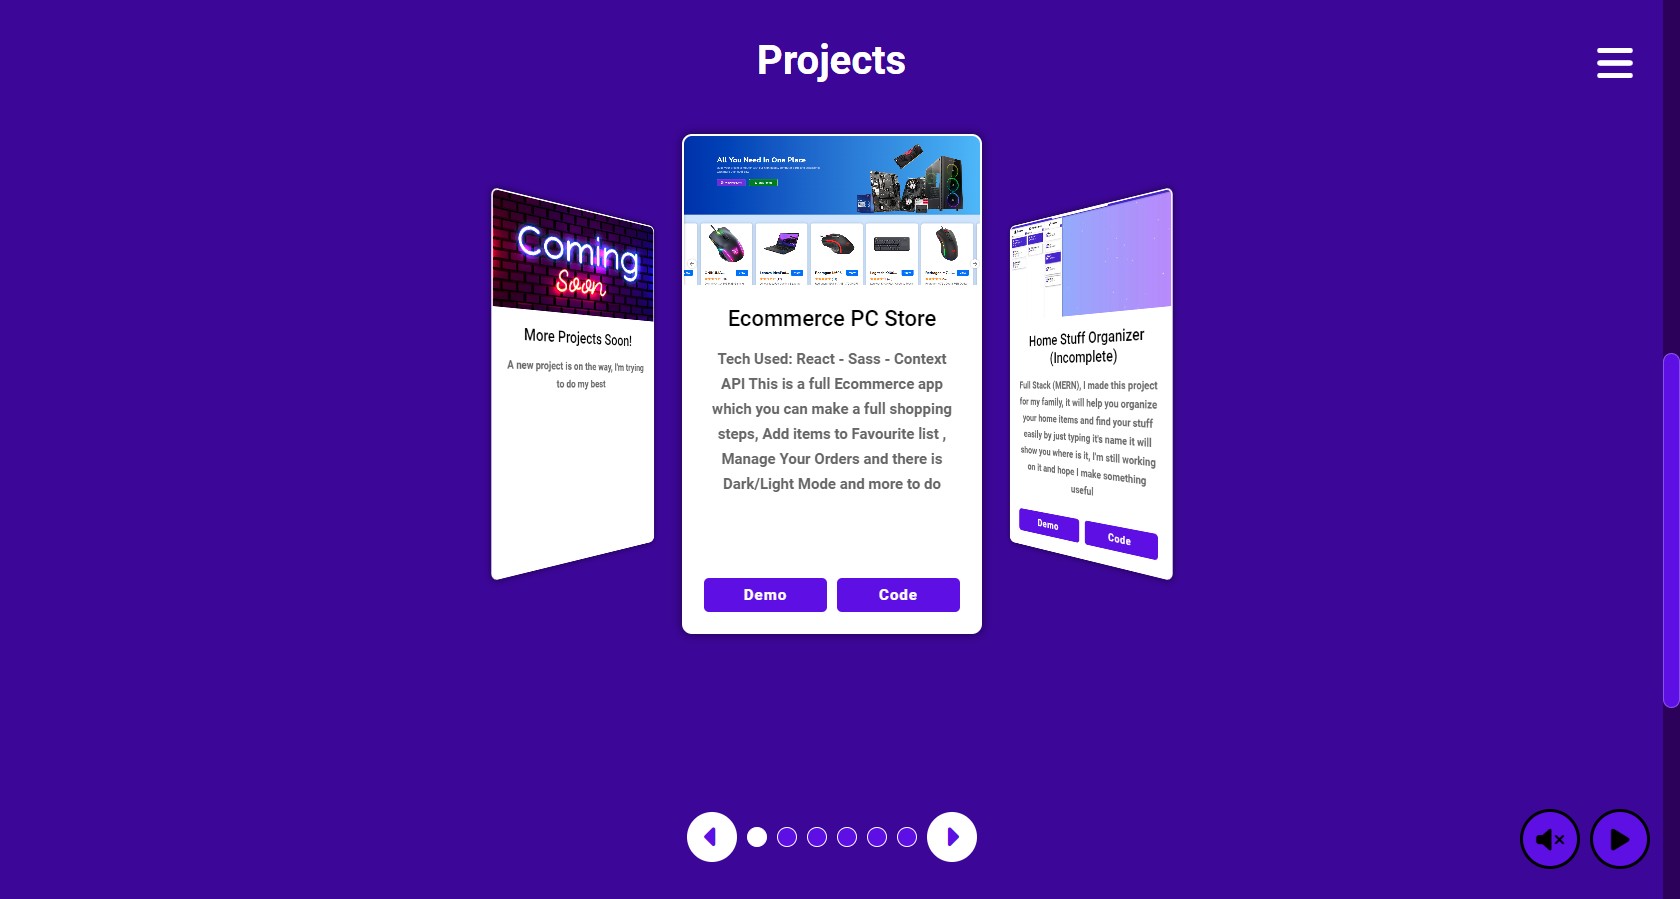 Projects
Coming
Soon
More Projects Soon!
A new project is on the way, I'm trying
to do my best
All You Need In One Place
Ecommerce PC Store
Tech Used: React - Sass - Context
API This is a full Ecommerce app
which you can make a full shopping
steps, Add items to Favourite list ,
Manage Your Orders and there is
Dark/Light Mode and more to do
Demo
Code
Home Stuff Organizer
(Incomplete)
Full Stack (MERN), I made this project
for my family, it will help you organize
your home items and find your stuff
easily by just typing it's name it will
show you where is it, I'm still working
on it and hope I make something
useful
Demo
Code